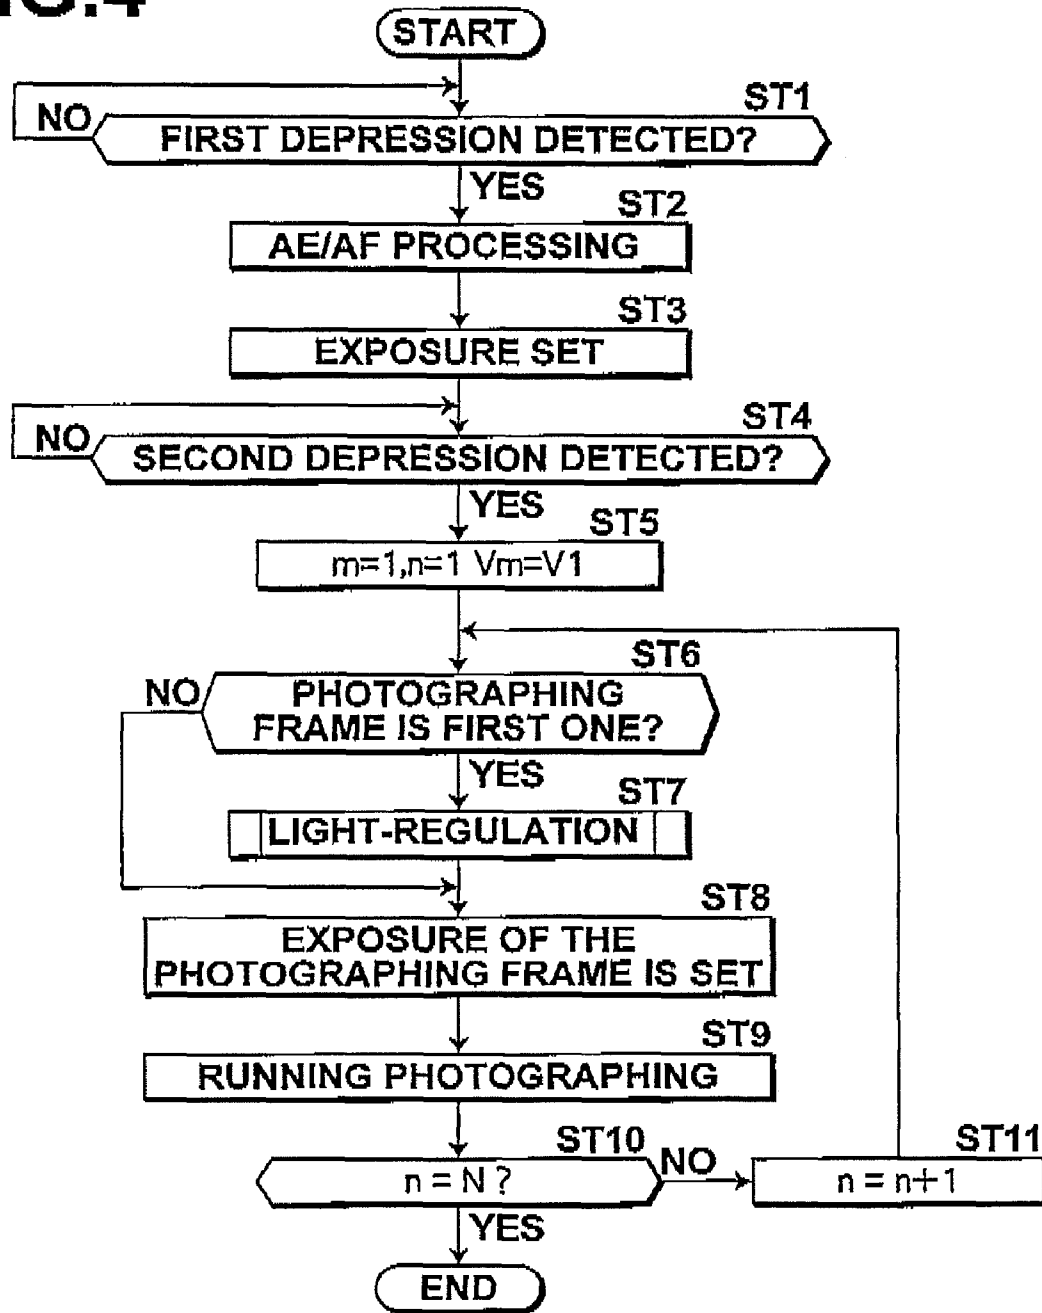 START
ST1
NO
FIRST DEPRESSION DETECTED?
YES
ST2
AE/AF PROCESSING
ST3
EXPOSURE SET
ST4
NO
SECOND DEPRESSION DETECTED?
YES
ST5
m=1,n=1 Vm=V1
ST6
NO
PHOTOGRAPHING
FRAME IS FIRST ONE?
YES
ST7
LIGHT-REGULATION
ST8
EXPOSURE OF THE
PHOTOGRAPHING FRAME IS SET
ST9
RUNNING PHOTOGRAPHING
ST10
n = N ?
NO
ST11
n = n+1
YES
END